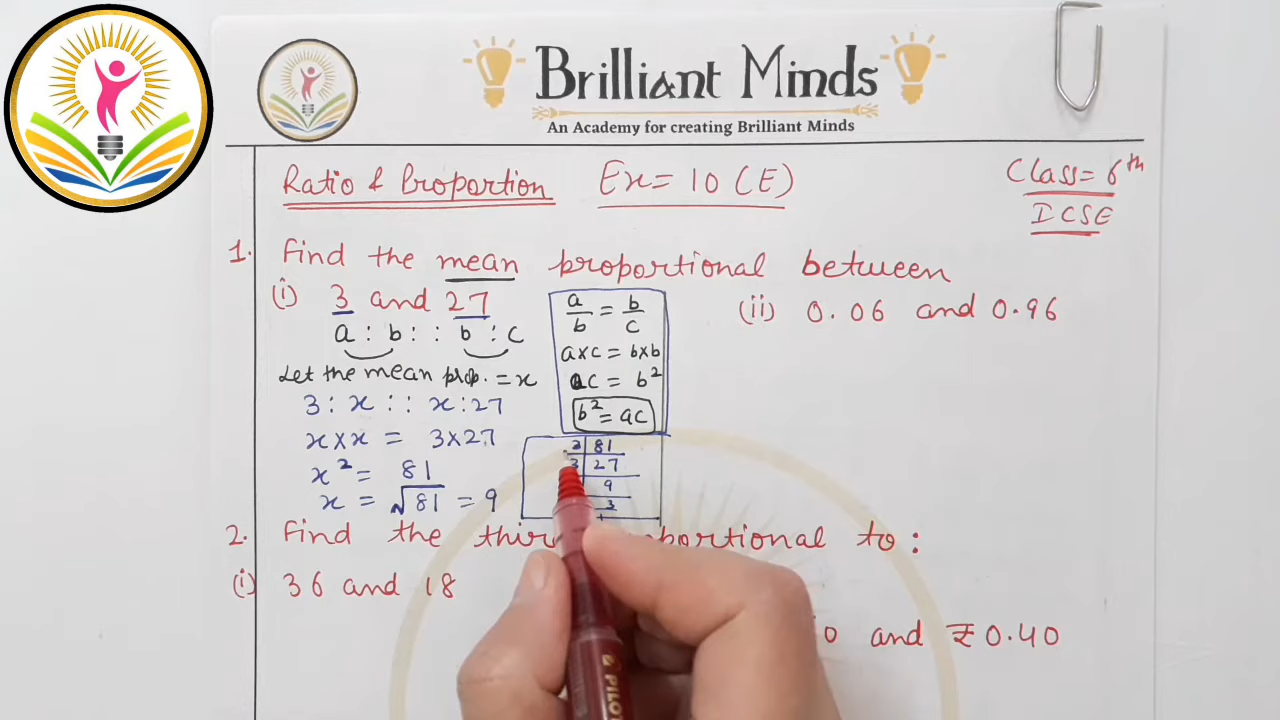 Brilliant Minds
An Academy for creating Brilliant Minds
Ratio & Proportion Ex= 10 (E) Class= 6th
ICSE
1. Find the mean proportional between
(i) 3 and 27
(ii) 0.06 and 0.96
a : b : : b : c
Let the mean prop. = x
3 : x : : x : 27
x × x = 3 × 27
x² = 81
x = √81 = 9
a/b = b/c
a×c = b×b
ac = b²
b² = ac
3 | 81
3 | 27
9
3
2. Find the proportional to :
(i) 36 and 18
and ₹ 0.40